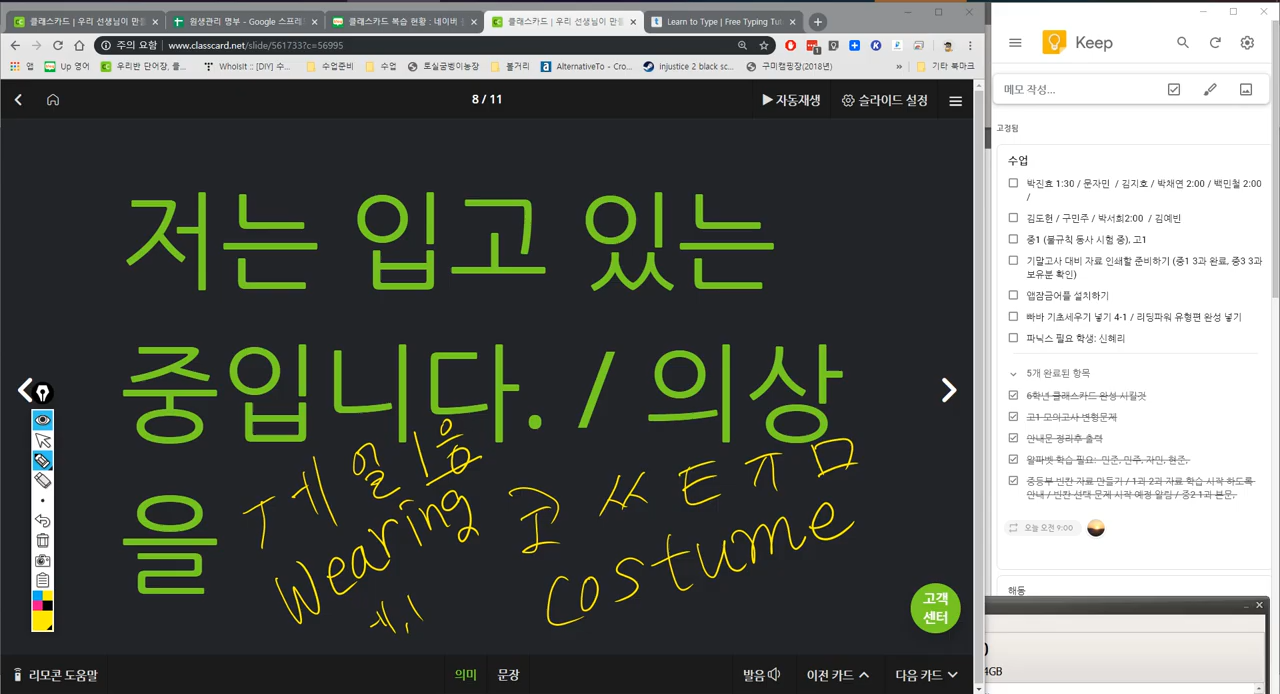 클래스카드 | 우리 선생님이 만
원생관리 명부 - Google 스프레
클래스카드 복습 현황 : 네이버
클래스카드 | 우리 선생님이 만
Learn to Type | Free Typing Tu
주의 요함 | www.classcard.net/slide/561733?c=56995
앱 Up 영어 우리반 단어장, 클... WhoIsIt :: [DIY] 수... 수업준비 수업 토실굼벵이농장 볼거리 AlternativeTo - Cro... injustice 2 black sc... 구미캠핑장(2018년) » 기타 북마크
8 / 11
자동재생 슬라이드 설정
저는 입고 있는
중입니다. / 의상
을
wearing
costume
고객
센터
리모콘 도움말 의미 문장 발음 이전 카드 다음 카드
Keep
메모 작성...
고정됨
수업
박진효 1:30 / 문자민 / 김지호 / 박채연 2:00 / 백민철 2:00
/
김도헌 / 구민주 / 박서희2:00 / 김예빈
중1 (불규칙 동사 시험 중), 고1
기말고사 대비 자료 인쇄할 준비하기 (중1 3과 완료, 중3 3과
보유분 확인)
앱잠금어플 설치하기
빠바 기초세우기 넣기 4-1 / 리딩파워 유형편 완성 넣기
파닉스 필요 학생: 신혜리
5개 완료된 항목
6학년 클래스카드 완성 시킬것
고1 모의고사 변형문제
안내문 정리후 출력
알파벳 학습 필요: 민준, 민주, 자민, 현준,
중등부 빈칸 자료 만들기 / 1과 2과 자료 학습 시작 하도록
안내 / 빈칸 선택 문제 시작 예정 알림 / 중2 1과 본문,
오늘 오전 9:00
해동
4GB